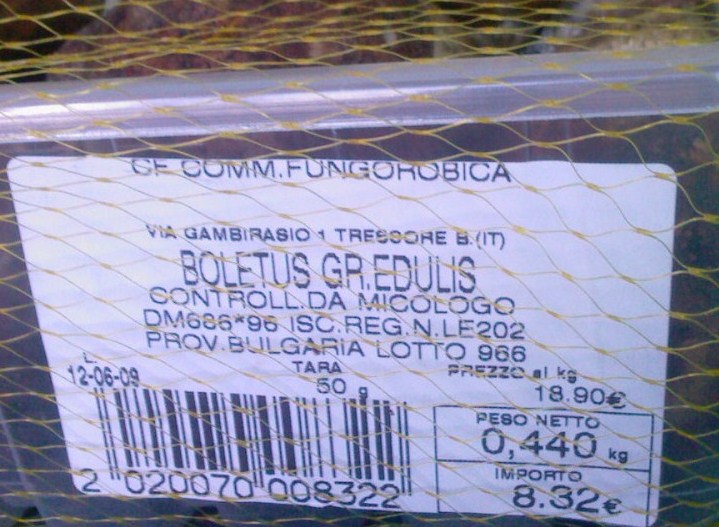 CF COMM.FUNGOROBICA
VIA GAMBIRASIO 1 TRESCORE B.(IT)
BOLETUS GR.EDULIS
CONTROLL.DA MICOLOGO
DM686*96 ISC.REG.N.LE202
PROV.BULGARIA LOTTO 966
L.
12-06-09
TARA
50 g
PREZZO al kg
18.90€
PESO NETTO
0,440 kg
IMPORTO
8.32€
2 020070 008322